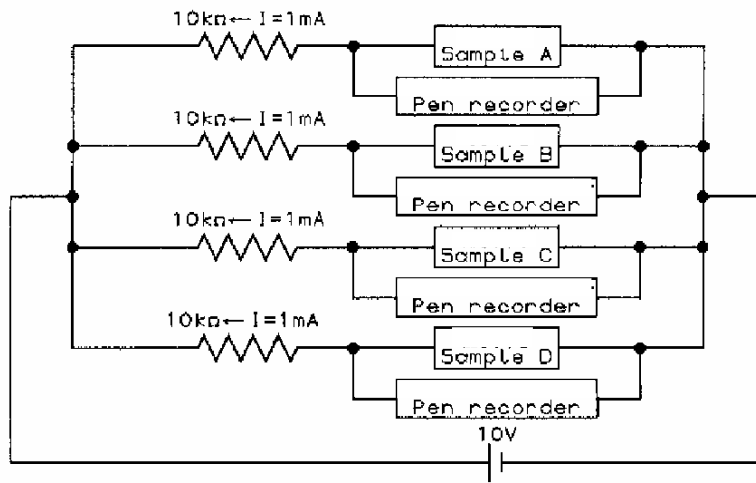 10kΩ← I=1mA
Sample A
Pen recorder
10kΩ← I=1mA
Sample B
Pen recorder
10kΩ← I=1mA
Sample C
Pen recorder
10kΩ← I=1mA
Sample D
Pen recorder
10V